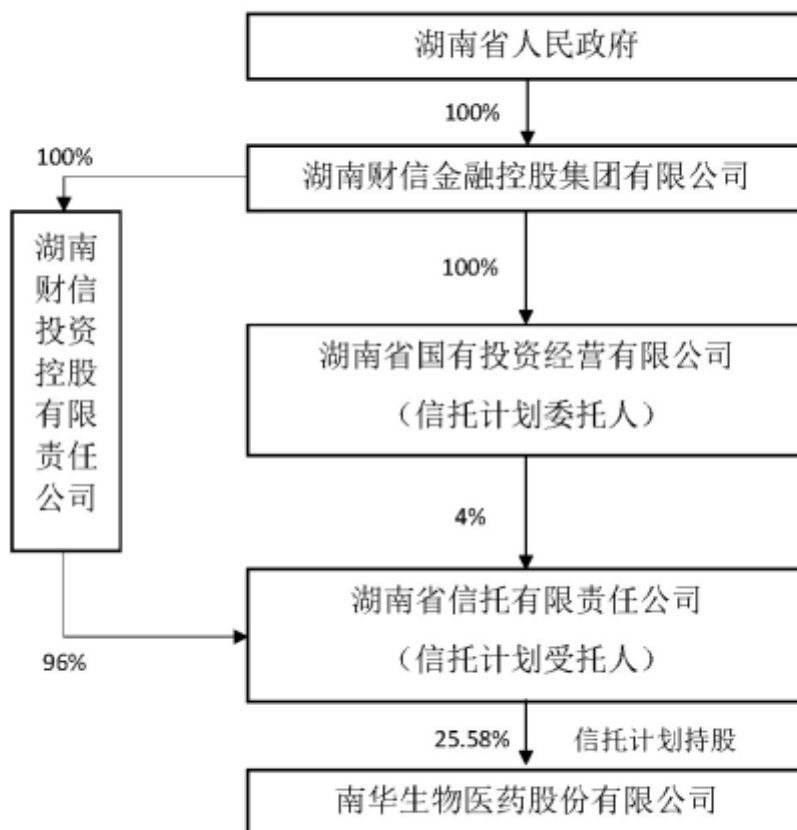 湖南省人民政府
100%
100%
湖南财信金融控股集团有限公司
湖南
财信
投资
控股
有限
责任
公司
100%
湖南省国有投资经营有限公司
（信托计划委托人）
4%
湖南省信托有限责任公司
（信托计划受托人）
96%
25.58% 信托计划持股
南华生物医药股份有限公司